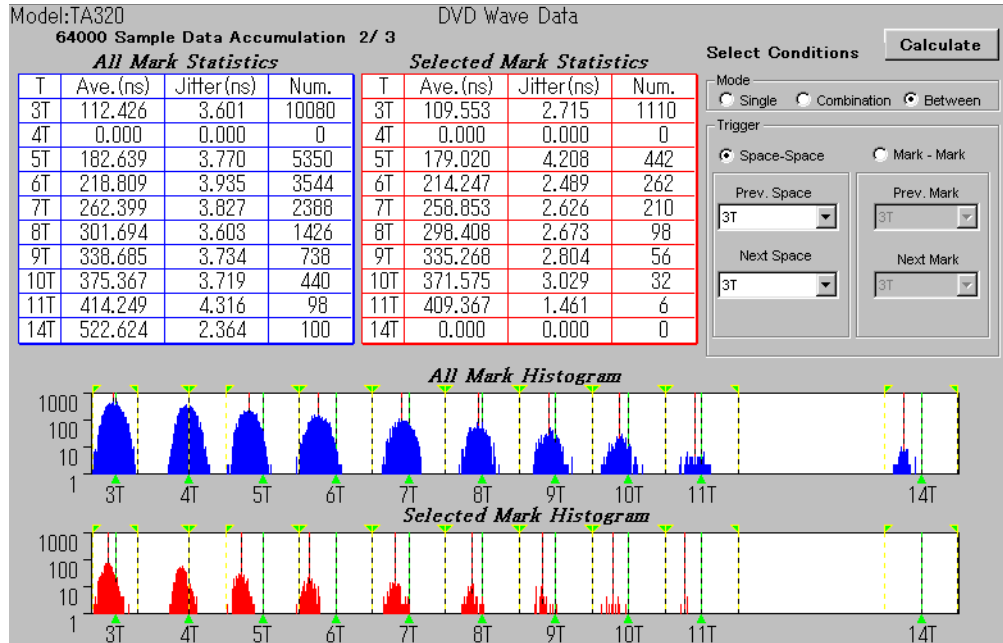 Model:TA320 DVD Wave Data
64000 Sample Data Accumulation 2/ 3
All Mark Statistics
T Ave.(ns) Jitter(ns) Num.
3T 112.426 3.601 10080
4T 0.000 0.000 0
5T 182.639 3.770 5350
6T 218.809 3.935 3544
7T 262.399 3.827 2388
8T 301.694 3.603 1426
9T 338.685 3.734 738
10T 375.367 3.719 440
11T 414.249 4.316 98
14T 522.624 2.364 100
Selected Mark Statistics
T Ave.(ns) Jitter(ns) Num.
3T 109.553 2.715 1110
4T 0.000 0.000 0
5T 179.020 4.208 442
6T 214.247 2.489 262
7T 258.853 2.626 210
8T 298.408 2.673 98
9T 335.268 2.804 56
10T 371.575 3.029 32
11T 409.367 1.461 6
14T 0.000 0.000 0
Select Conditions
Calculate
Mode
Single Combination Between
Trigger
Space-Space Mark - Mark
Prev. Space Prev. Mark
3T 3T
Next Space Next Mark
3T 3T
All Mark Histogram
1000
100
10
1
3T 4T 5T 6T 7T 8T 9T 10T 11T 14T
Selected Mark Histogram
1000
100
10
1
3T 4T 5T 6T 7T 8T 9T 10T 11T 14T